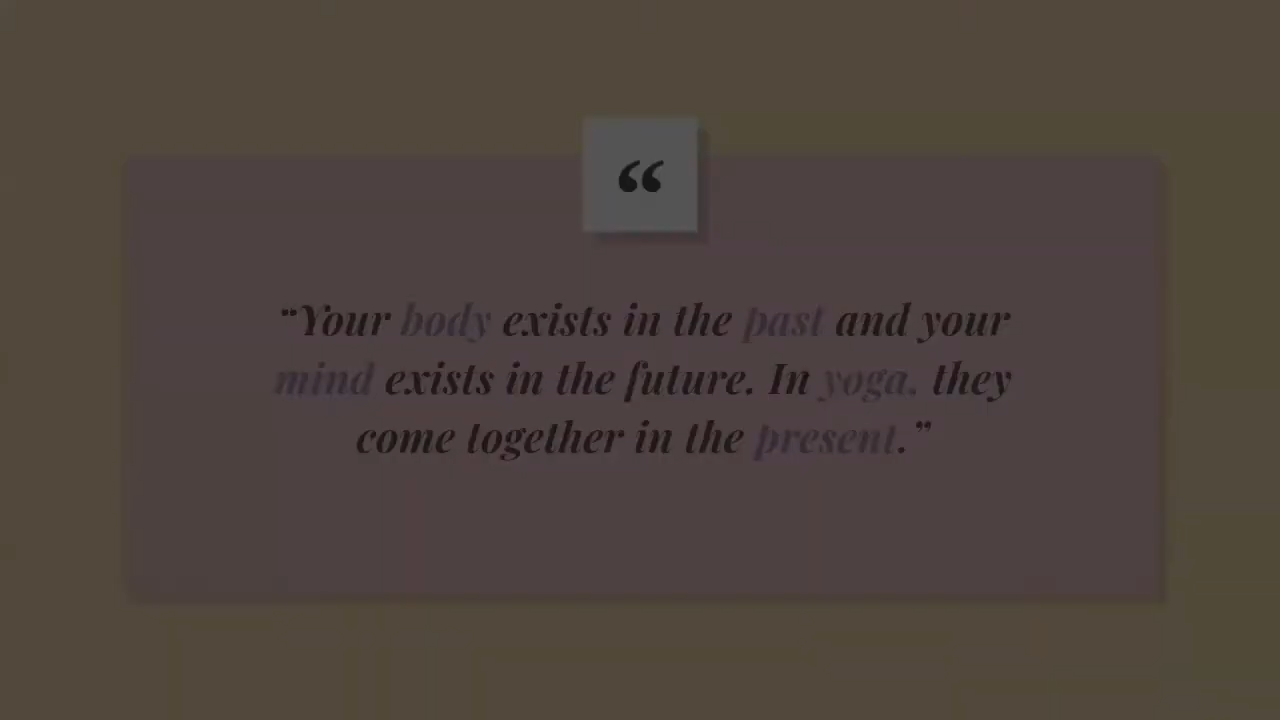 “
“Your body exists in the past and your
mind exists in the future. In yoga, they
come together in the present.”